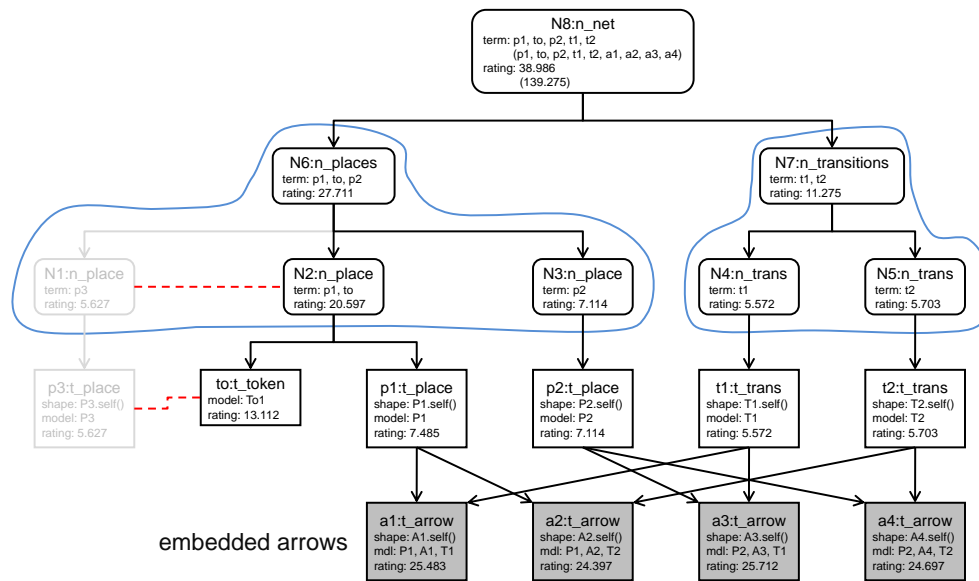 N8:n_net
term: p1, to, p2, t1, t2
(p1, to, p2, t1, t2, a1, a2, a3, a4)
rating: 38.986
(139.275)
N6:n_places
term: p1, to, p2
rating: 27.711
N7:n_transitions
term: t1, t2
rating: 11.275
N1:n_place
term: p3
rating: 5.627
N2:n_place
term: p1, to
rating: 20.597
N3:n_place
term: p2
rating: 7.114
N4:n_trans
term: t1
rating: 5.572
N5:n_trans
term: t2
rating: 5.703
p3:t_place
shape: P3.self()
model: P3
rating: 5.627
to:t_token
model: To1
rating: 13.112
p1:t_place
shape: P1.self()
model: P1
rating: 7.485
p2:t_place
shape: P2.self()
model: P2
rating: 7.114
t1:t_trans
shape: T1.self()
model: T1
rating: 5.572
t2:t_trans
shape: T2.self()
model: T2
rating: 5.703
embedded arrows
a1:t_arrow
shape: A1.self()
mdl: P1, A1, T1
rating: 25.483
a2:t_arrow
shape: A2.self()
mdl: P1, A2, T2
rating: 24.397
a3:t_arrow
shape: A3.self()
mdl: P2, A3, T1
rating: 25.712
a4:t_arrow
shape: A4.self()
mdl: P2, A4, T2
rating: 24.697